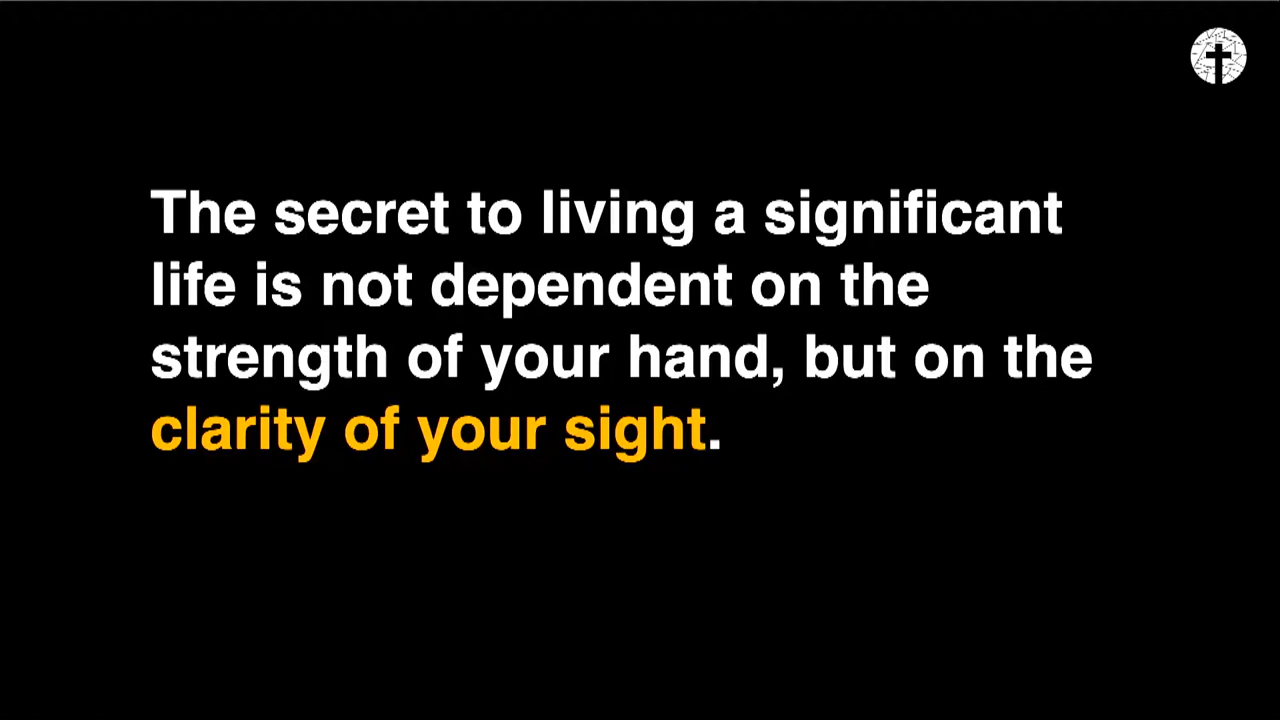 The secret to living a significant
life is not dependent on the
strength of your hand, but on the
clarity of your sight.